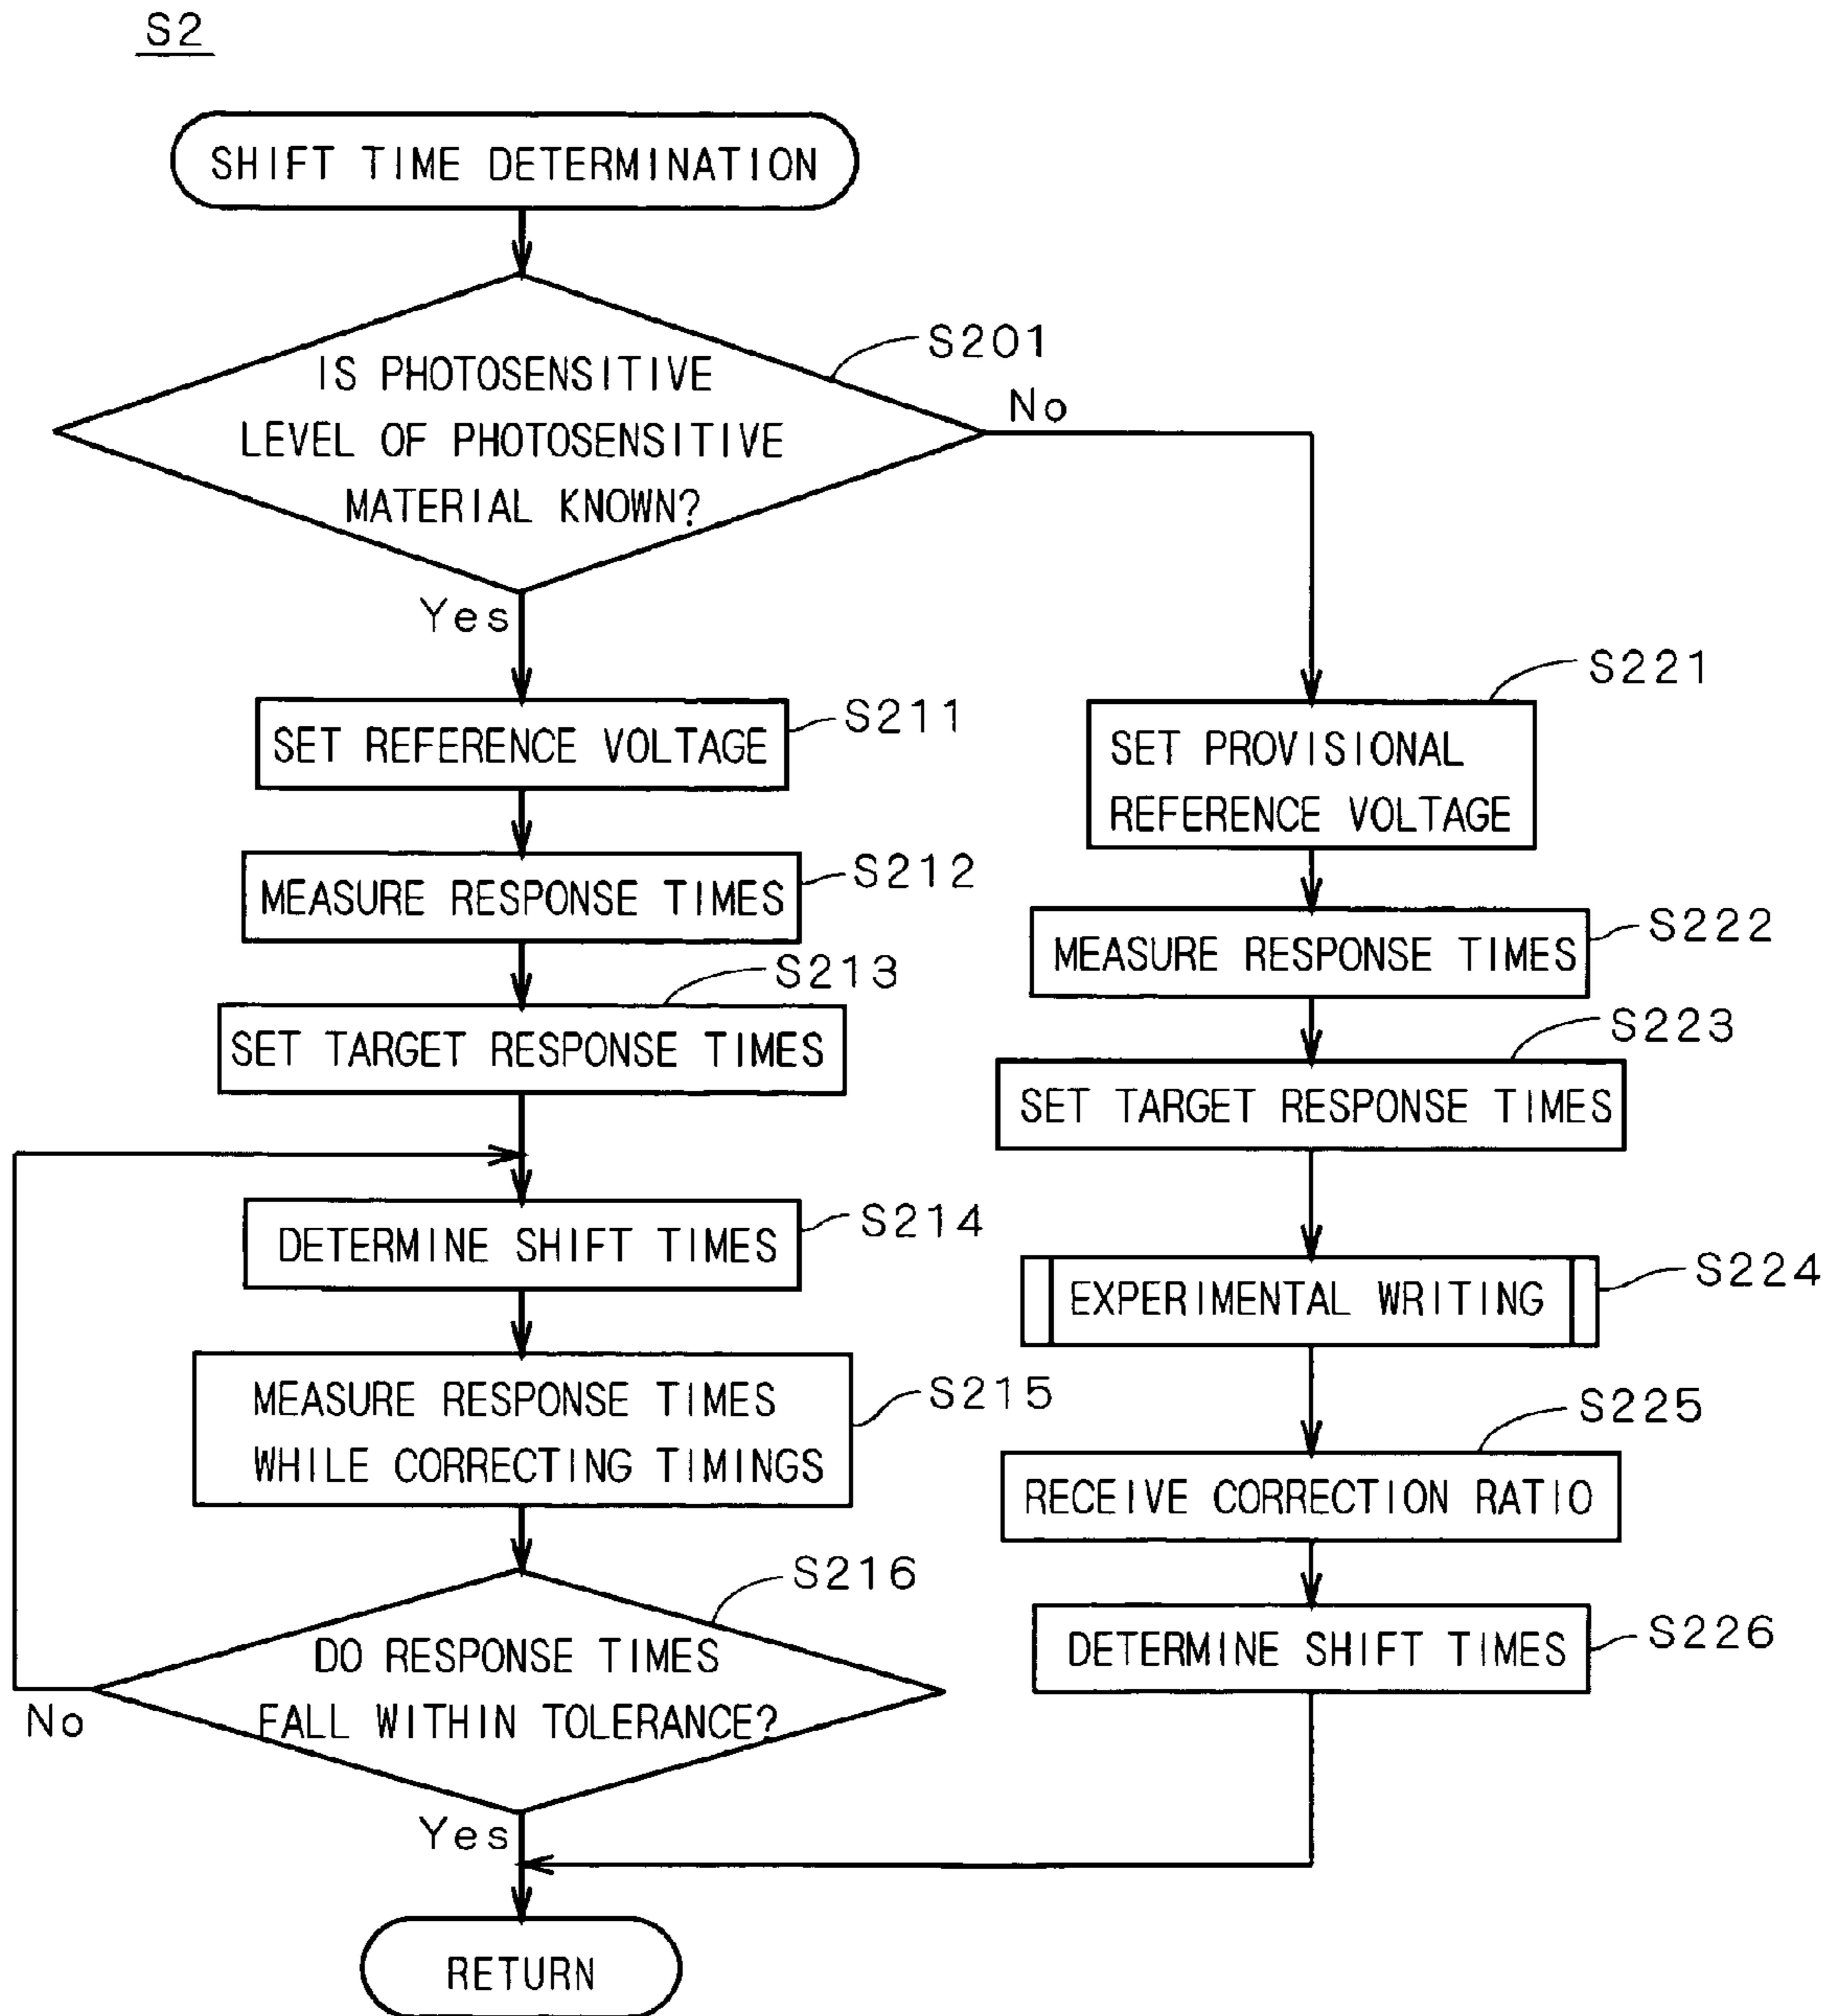 S2
SHIFT TIME DETERMINATION
IS PHOTOSENSITIVE
LEVEL OF PHOTOSENSITIVE
MATERIAL KNOWN?
S201
No
Yes
SET REFERENCE VOLTAGE
S211
MEASURE RESPONSE TIMES
S212
SET TARGET RESPONSE TIMES
S213
DETERMINE SHIFT TIMES
S214
MEASURE RESPONSE TIMES
WHILE CORRECTING TIMINGS
S215
DO RESPONSE TIMES
FALL WITHIN TOLERANCE?
S216
No
Yes
SET PROVISIONAL
REFERENCE VOLTAGE
S221
MEASURE RESPONSE TIMES
S222
SET TARGET RESPONSE TIMES
S223
EXPERIMENTAL WRITING
S224
RECEIVE CORRECTION RATIO
S225
DETERMINE SHIFT TIMES
S226
RETURN